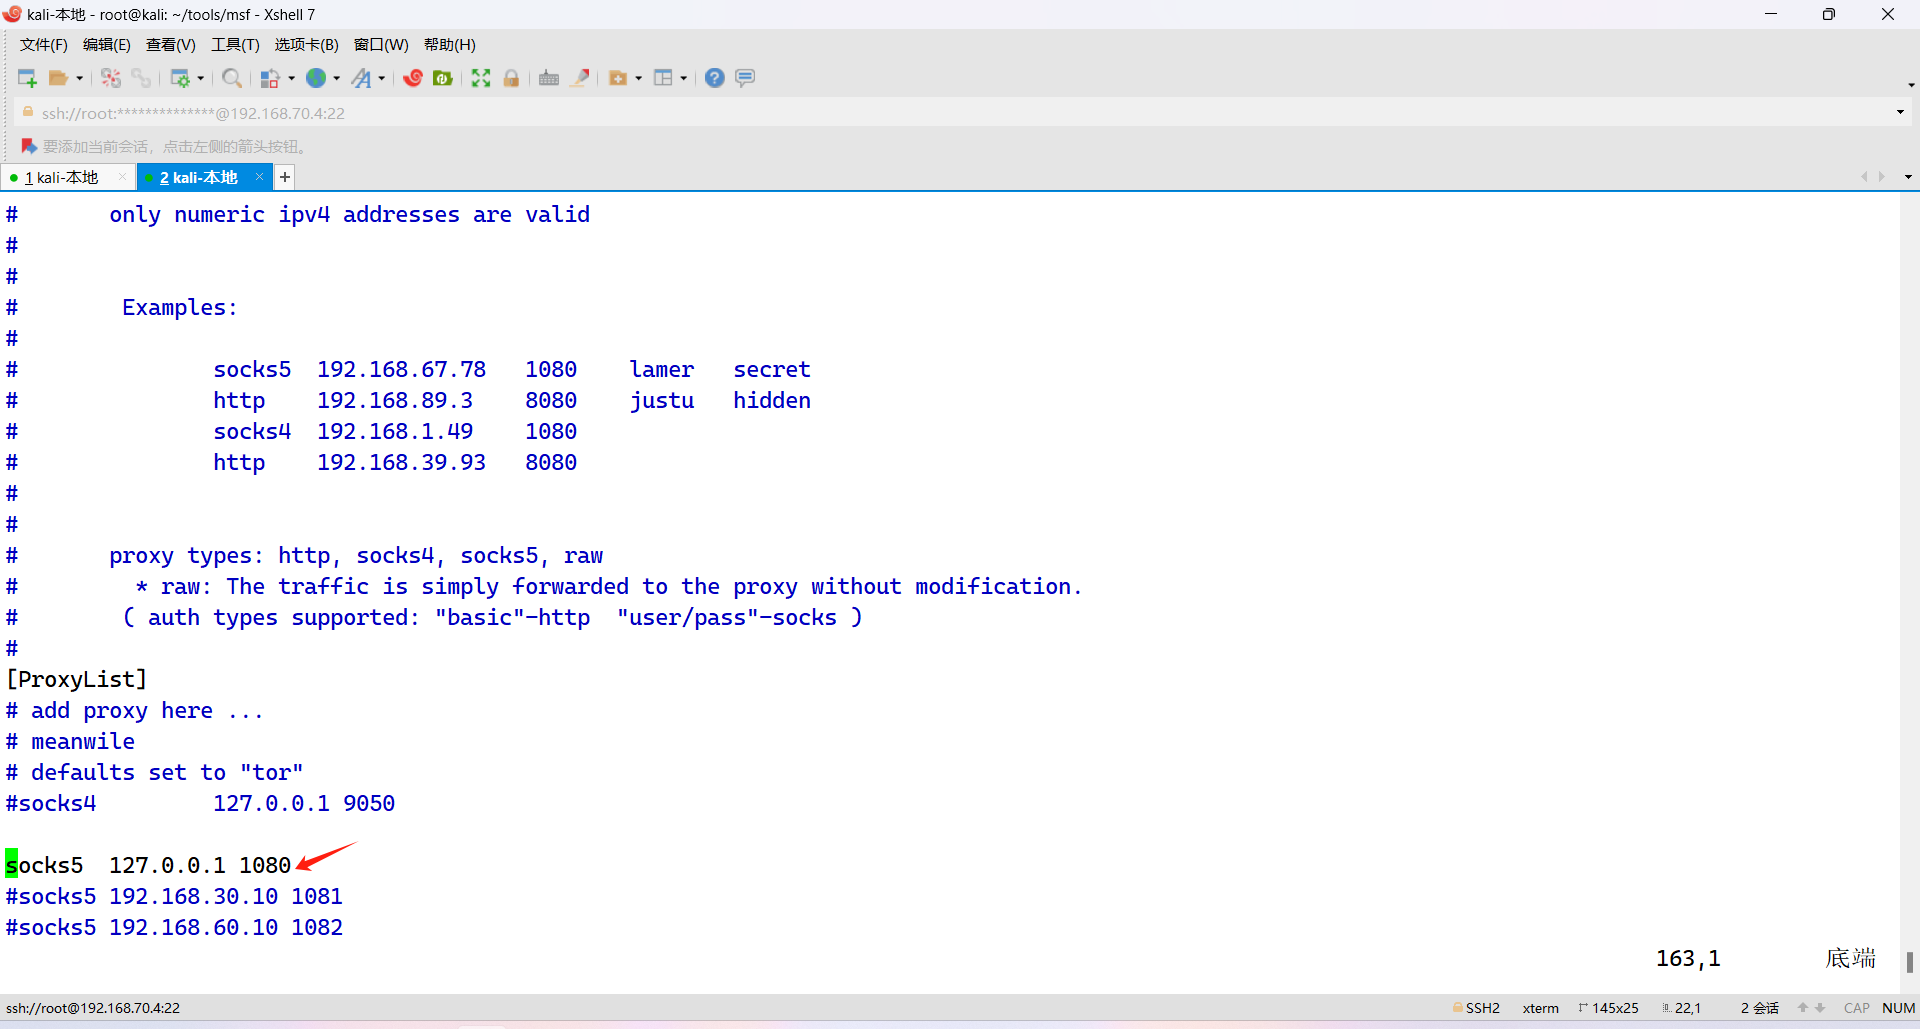 kali-本地 - root@kali: ~/tools/msf - Xshell 7
文件(F) 编辑(E) 查看(V) 工具(T) 选项卡(B) 窗口(W) 帮助(H)
ssh://root:**************@192.168.70.4:22
要添加当前会话，点击左侧的箭头按钮。
1 kali-本地 × 2 kali-本地 × +
#       only numeric ipv4 addresses are valid
#
#
#        Examples:
#
#               socks5  192.168.67.78   1080    lamer   secret
#               http    192.168.89.3    8080    justu   hidden
#               socks4  192.168.1.49    1080
#               http    192.168.39.93   8080
#
#
#       proxy types: http, socks4, socks5, raw
#         * raw: The traffic is simply forwarded to the proxy without modification.
#        ( auth types supported: "basic"-http  "user/pass"-socks )
#
[ProxyList]
# add proxy here ...
# meanwile
# defaults set to "tor"
#socks4         127.0.0.1 9050
socks5  127.0.0.1 1080
#socks5 192.168.30.10 1081
#socks5 192.168.60.10 1082
163,1 底端
ssh://root@192.168.70.4:22 SSH2 xterm 145x25 22,1 2 会话 CAP NUM